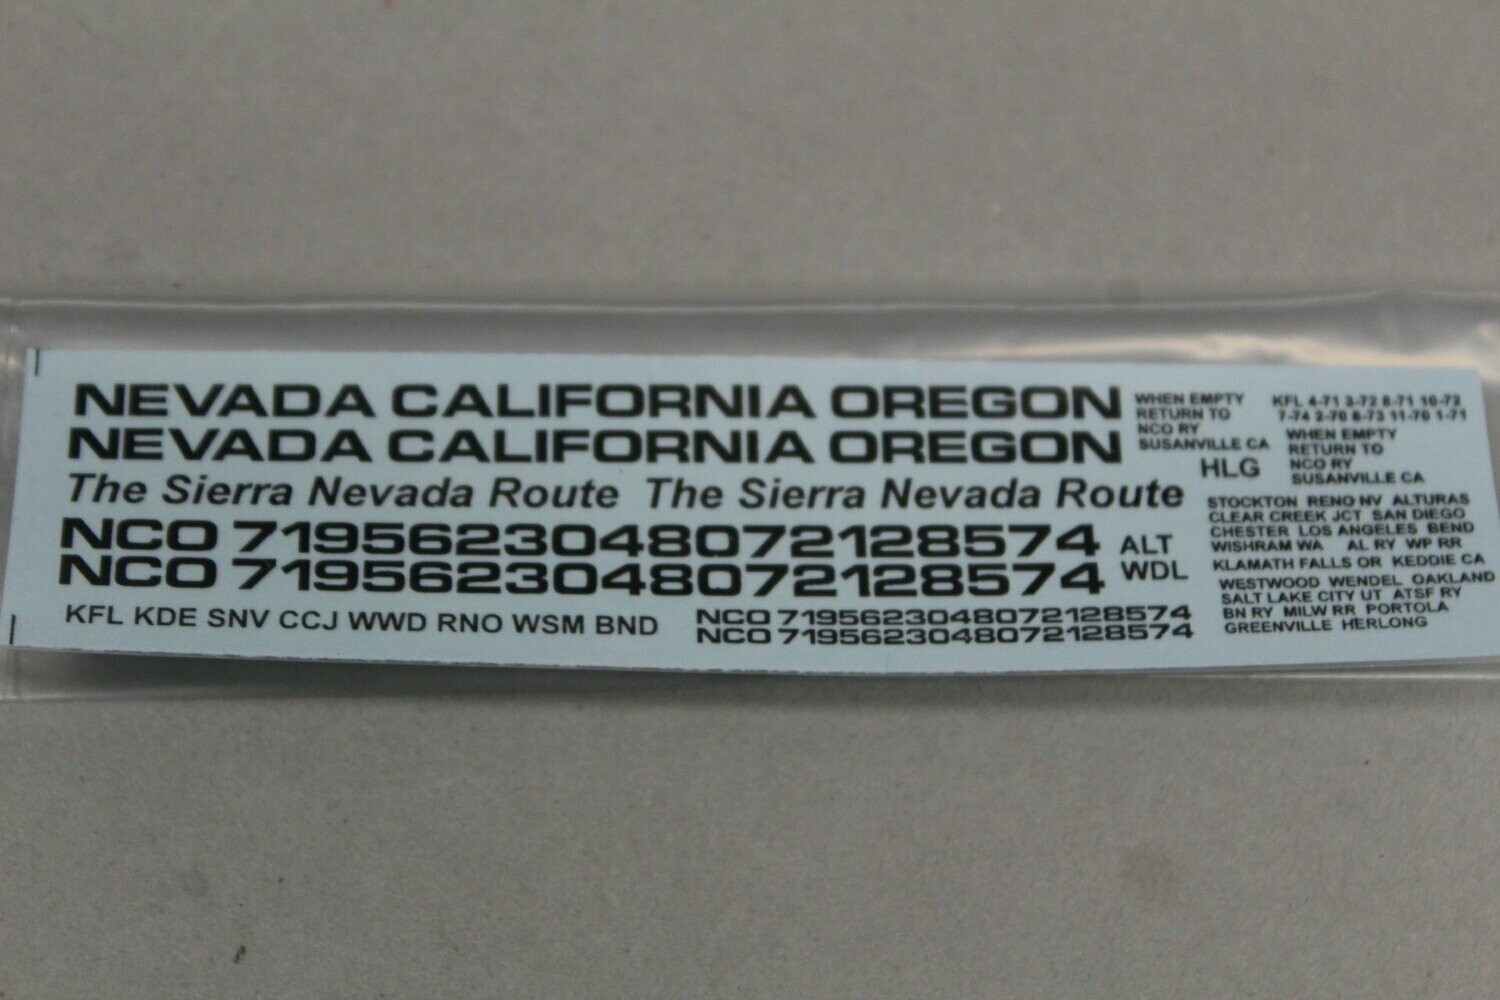 NEVADA CALIFORNIA OREGON
NEVADA CALIFORNIA OREGON
The Sierra Nevada Route The Sierra Nevada Route
NCO 7195623048072128574
NCO 7195623048072128574
ALT
WDL
KFL KDE SNV CCJ WWD RNO WSM BND
NCO 7195623048072128574
NCO 7195623048072128574
WHEN EMPTY
RETURN TO
NCO RY
SUSANVILLE CA
KFL 4-71 3-72 8-71 10-72
7-74 2-70 8-73 11-70 1-71
WHEN EMPTY
RETURN TO
NCO RY
SUSANVILLE CA
HLG
STOCKTON RENO NV ALTURAS
CLEAR CREEK JCT SAN DIEGO
CHESTER LOS ANGELES BEND
WISHRAM WA AL RY WP RR
KLAMATH FALLS OR KEDDIE CA
WESTWOOD WENDEL OAKLAND
SALT LAKE CITY UT ATSF RY
BN RY MILW RR PORTOLA
GREENVILLE HERLONG